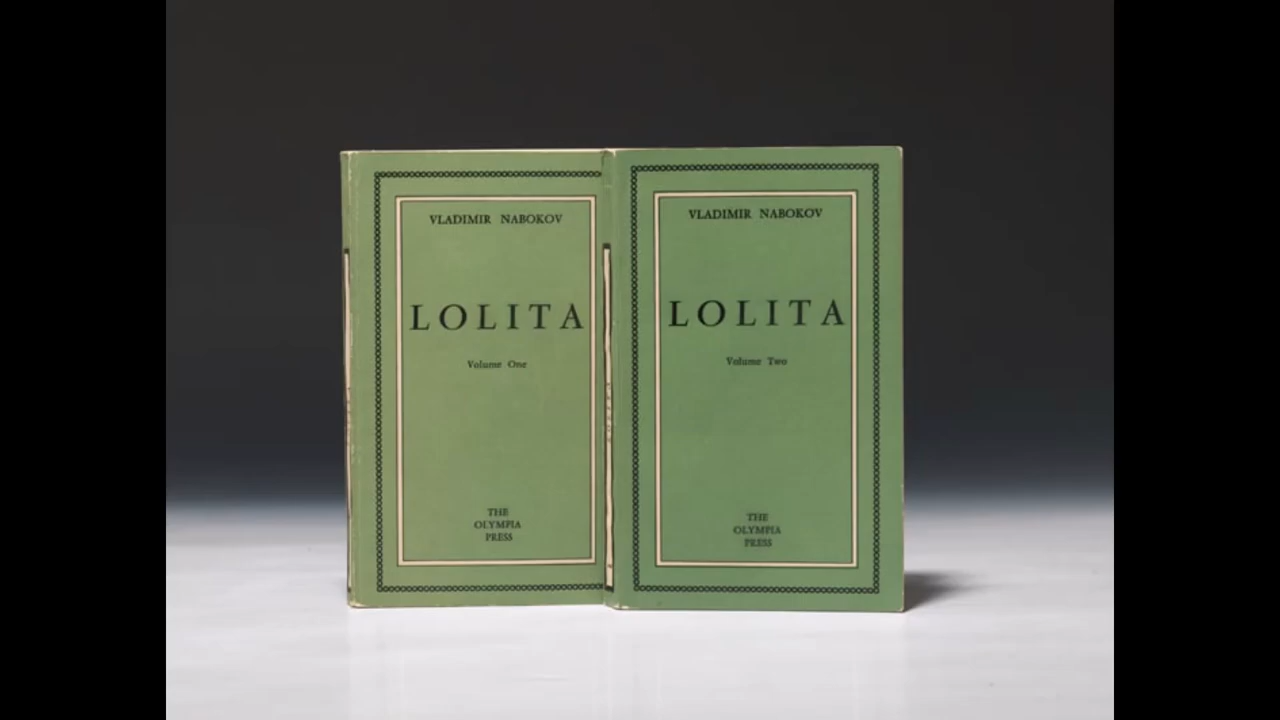 VLADIMIR NABOKOV
LOLITA
Volume One
THE
OLYMPIA
PRESS
VLADIMIR NABOKOV
LOLITA
Volume Two
THE
OLYMPIA
PRESS